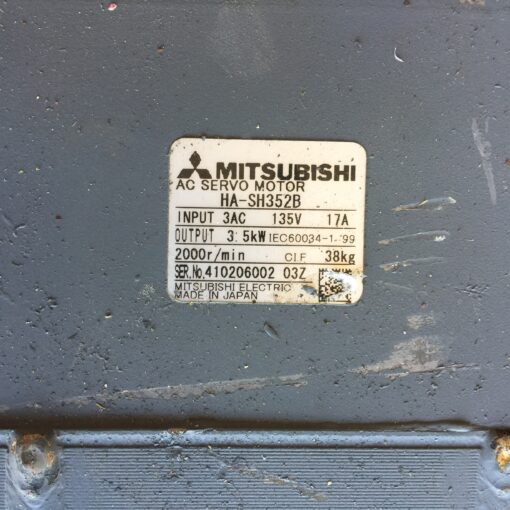 MITSUBISHI
AC SERVO MOTOR
HA-SH352B
INPUT 3AC 135V 17A
OUTPUT 3.5kW IEC60034-1-'99
2000r/min Cl.F 38kg
SER.No.410206002 03Z
MITSUBISHI ELECTRIC
MADE IN JAPAN